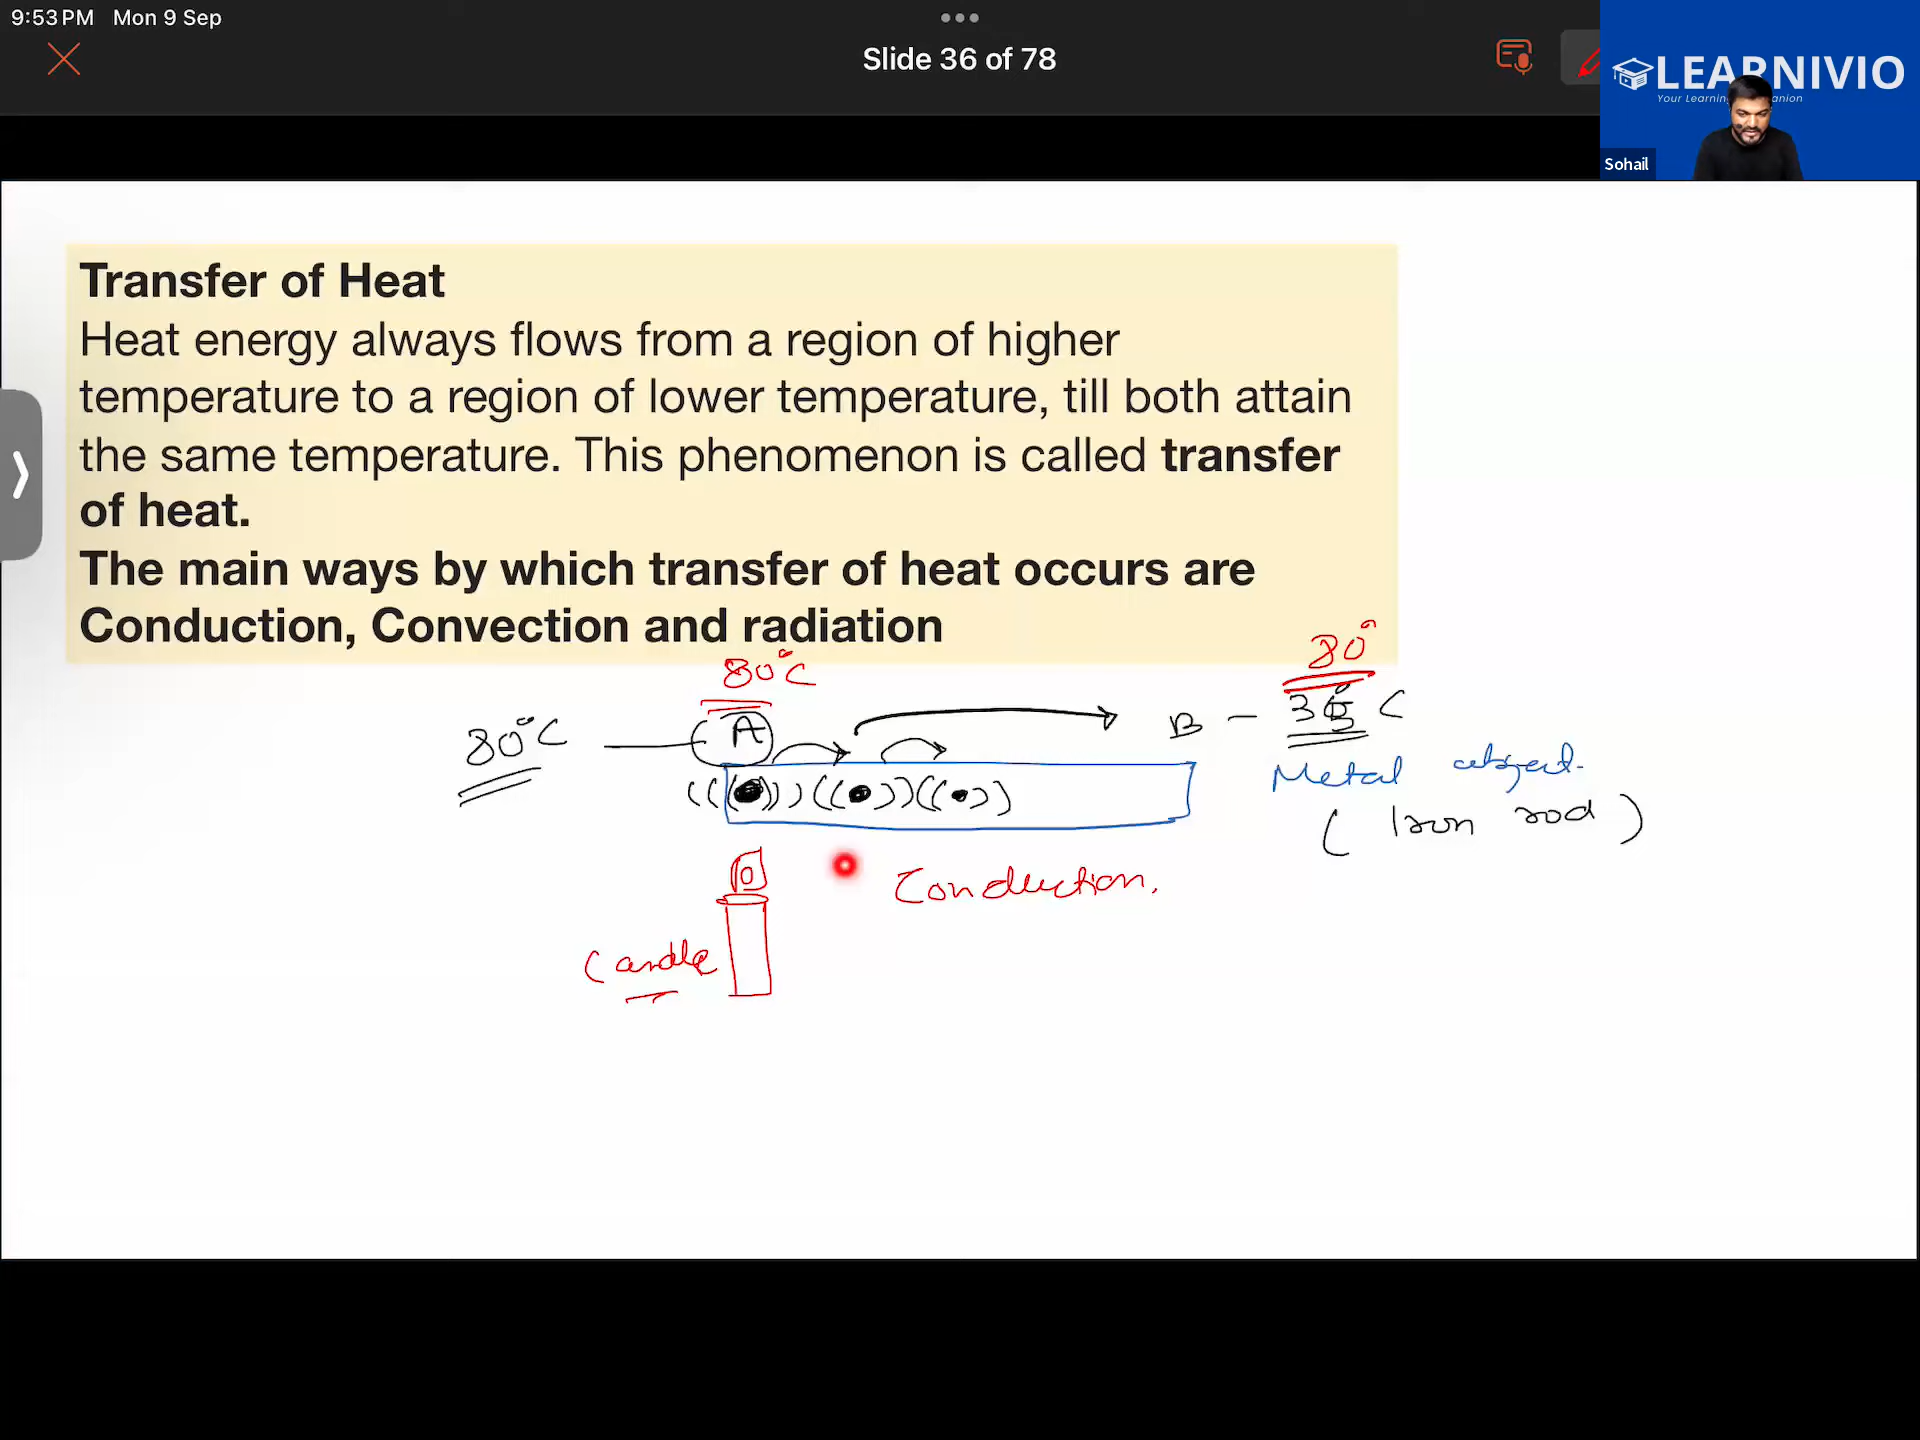 9:53 PM Mon 9 Sep
Slide 36 of 78
LEARNIVIO
Your Learning
Sohail
Transfer of Heat
Heat energy always flows from a region of higher
temperature to a region of lower temperature, till both attain
the same temperature. This phenomenon is called transfer
of heat.
The main ways by which transfer of heat occurs are
Conduction, Convection and radiation
80°C
80°
80°C
A
B - C
Metal object.
(Iron rod)
Conduction.
Candle